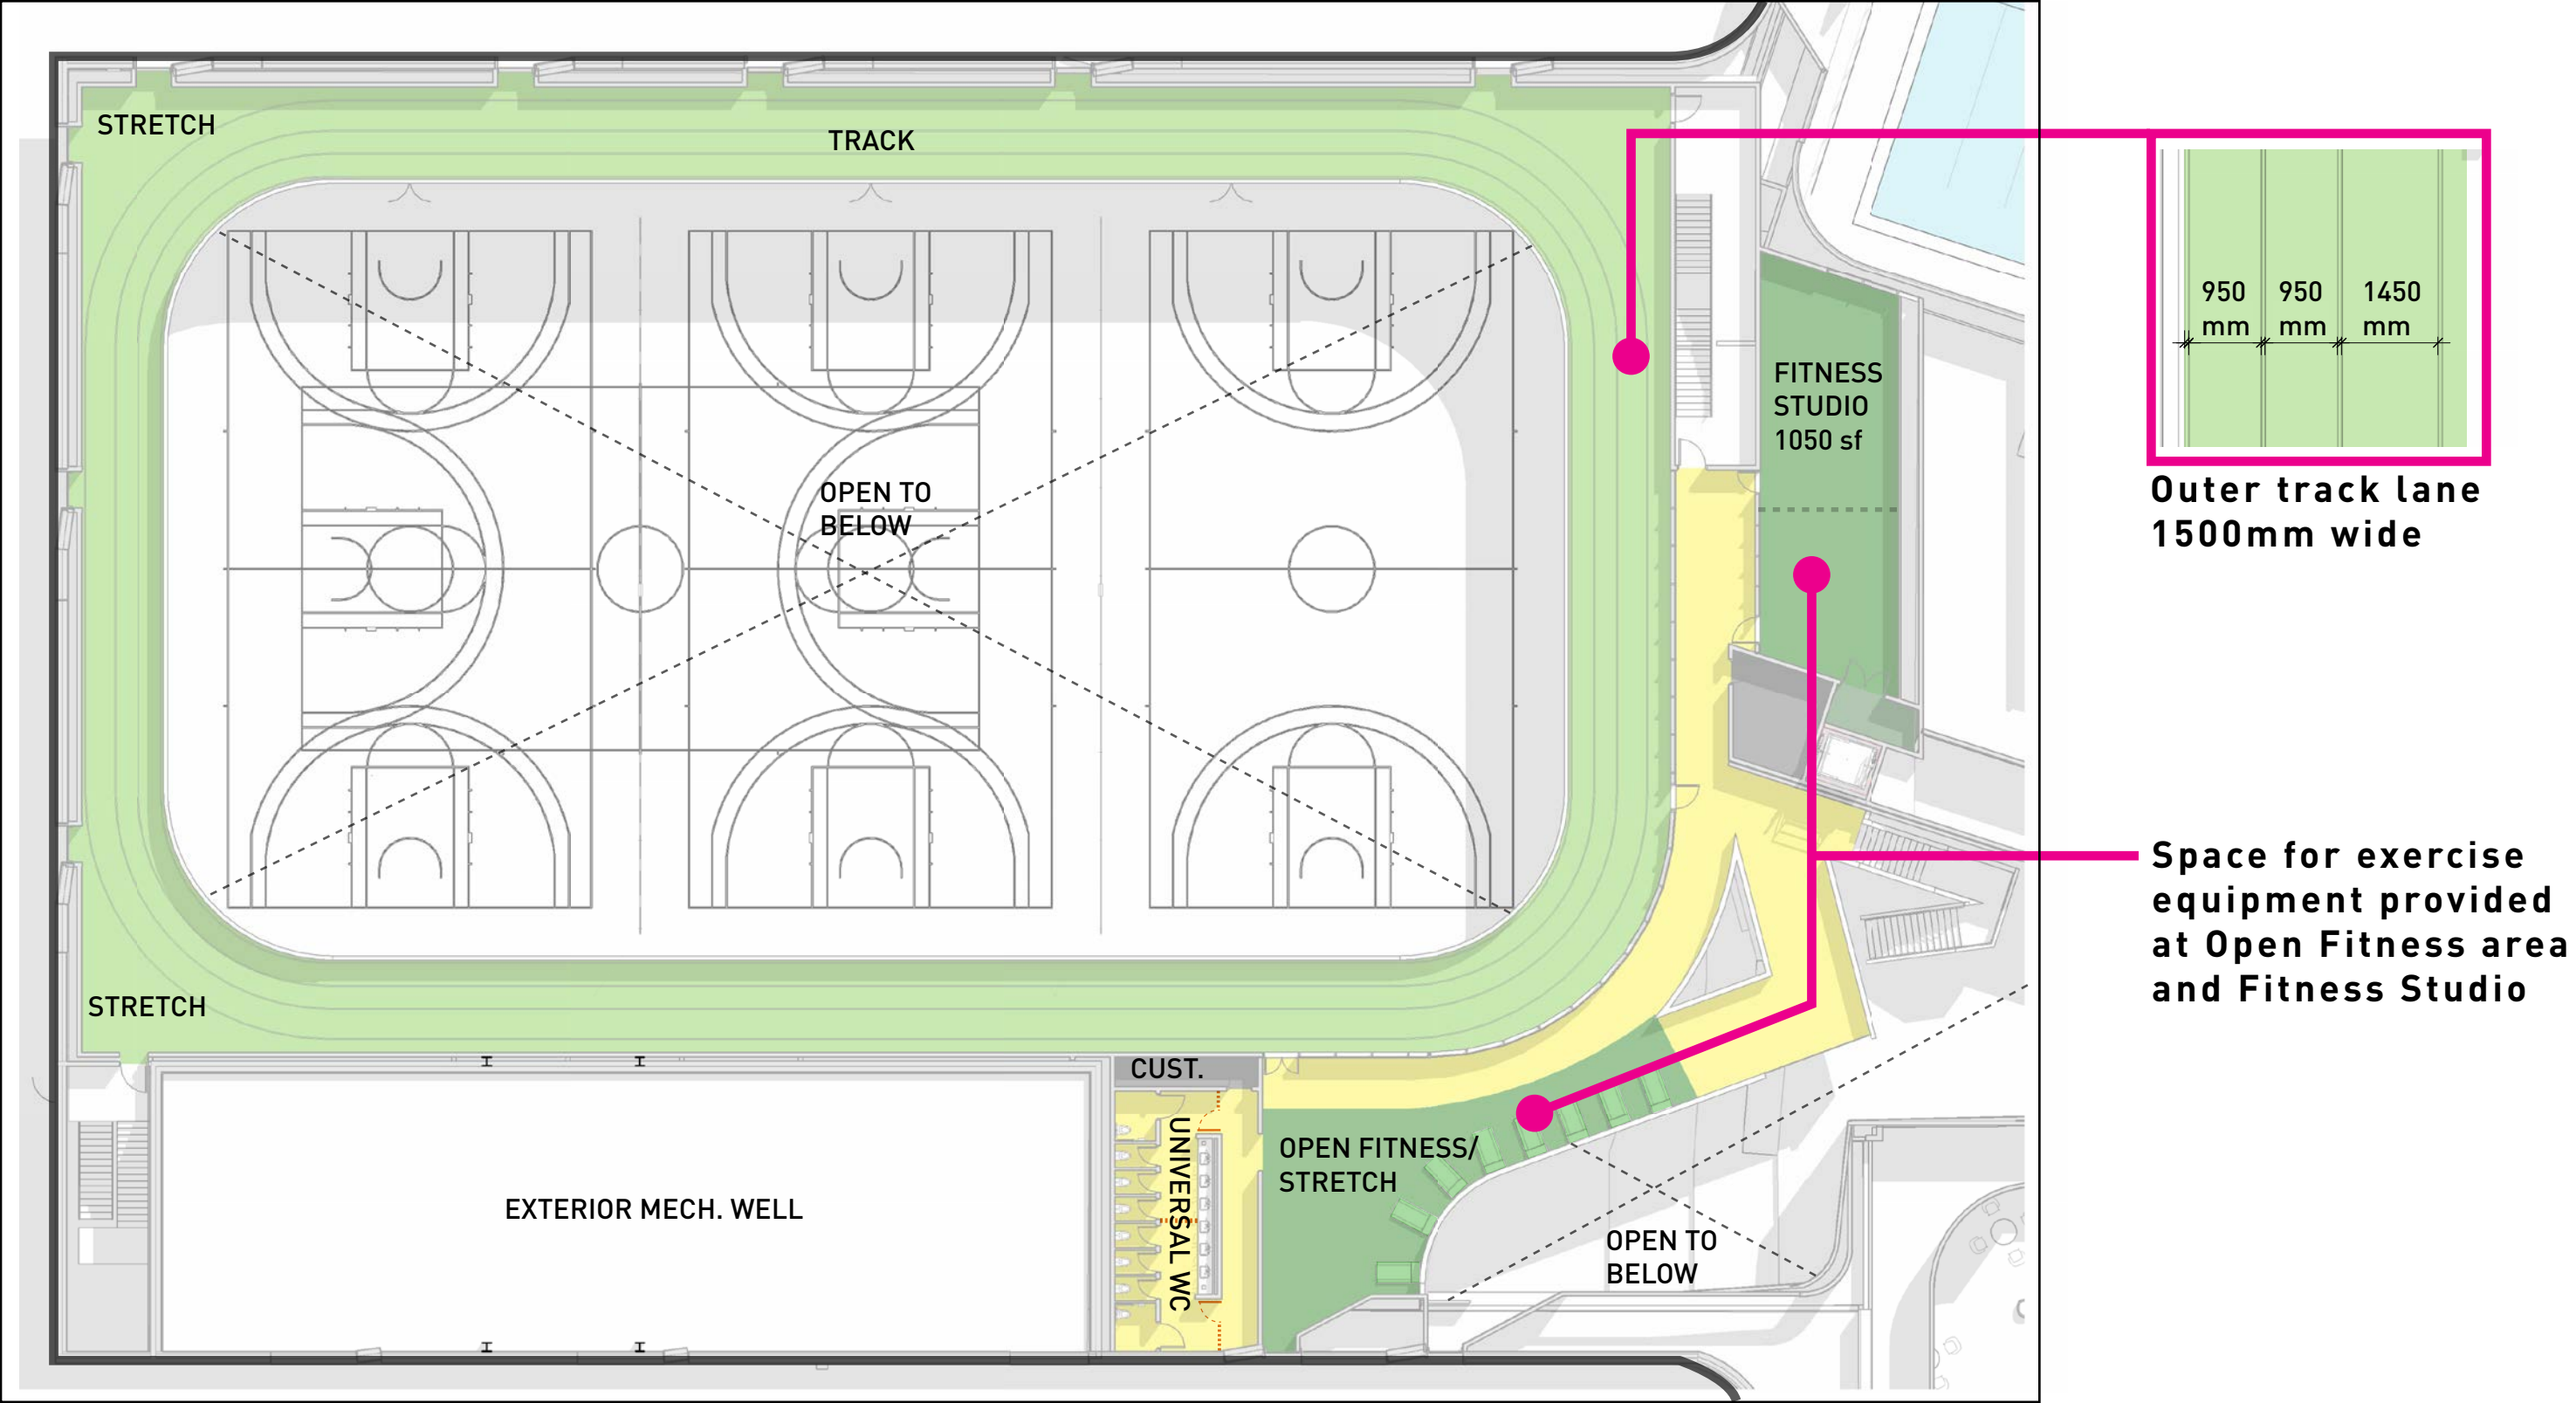 STRETCH
TRACK
950
mm
950
mm
1450
mm
FITNESS
STUDIO
1050 sf
OPEN TO
BELOW
Outer track lane
1500mm wide
Space for exercise
equipment provided
at Open Fitness area
and Fitness Studio
STRETCH
CUST.
UNIVERSAL WC
OPEN FITNESS/
STRETCH
EXTERIOR MECH. WELL
OPEN TO
BELOW